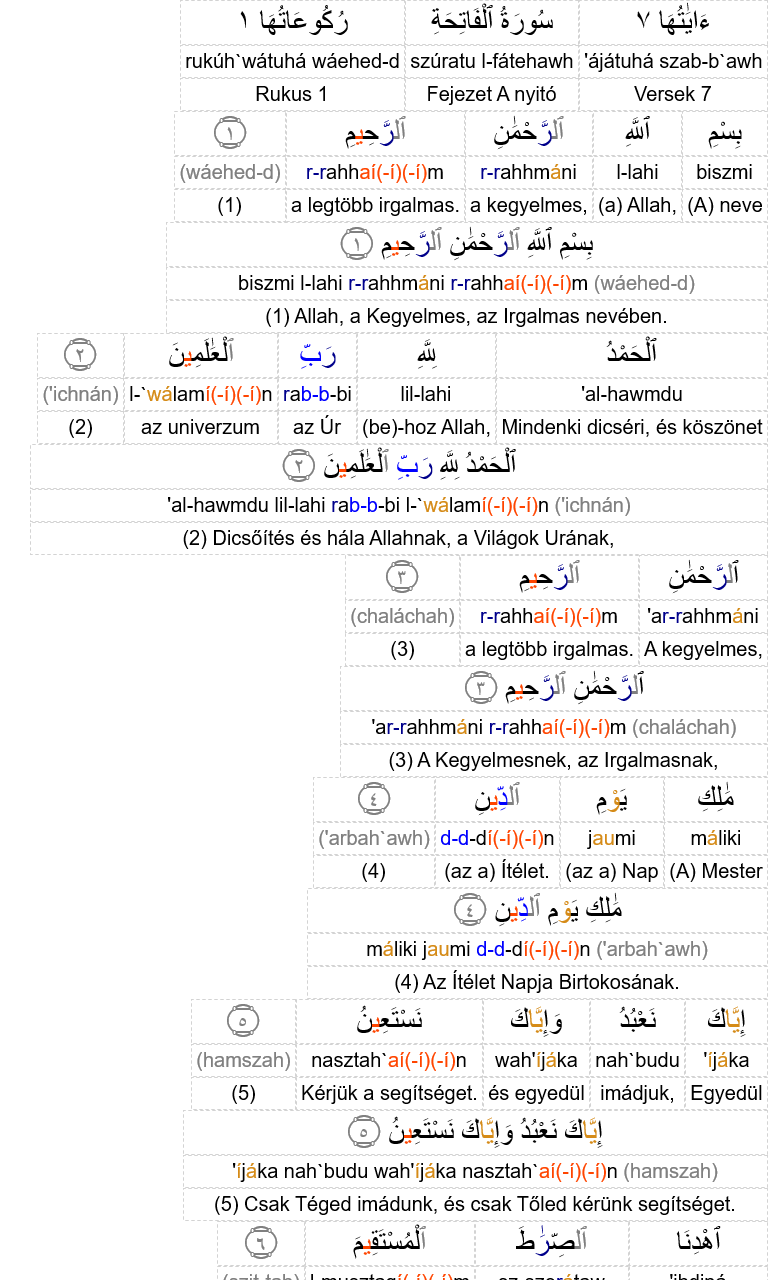 ءَايَٰتُهَا ٧ سُورَةُ ٱلْفَاتِحَةِ رُكُوعَاتُهَا ١
'ájátuhá szab-b`awh szúratu l-fátehawh rukúh`wátuhá wáehed-d
Versek 7 Fejezet A nyitó Rukus 1
بِسْمِ ٱللَّهِ ٱلرَّحْمَٰنِ ٱلرَّحِيمِ ١
biszmi l-lahi r-rahhmáni r-rahhaí(-í)(-í)m (wáehed-d)
(A) neve (a) Allah, a kegyelmes, a legtöbb irgalmas. (1)
بِسْمِ ٱللَّهِ ٱلرَّحْمَٰنِ ٱلرَّحِيمِ ١
biszmi l-lahi r-rahhmáni r-rahhaí(-í)(-í)m (wáehed-d)
(1) Allah, a Kegyelmes, az Irgalmas nevében.
ٱلْحَمْدُ لِلَّهِ رَبِّ ٱلْعَٰلَمِينَ ٢
'al-hawmdu lil-lahi rab-b-bi l-`wálamí(-í)(-í)n ('ichnán)
Mindenki dicséri, és köszönet (be)-hoz Allah, az Úr az univerzum (2)
ٱلْحَمْدُ لِلَّهِ رَبِّ ٱلْعَٰلَمِينَ ٢
'al-hawmdu lil-lahi rab-b-bi l-`wálamí(-í)(-í)n ('ichnán)
(2) Dicsőítés és hála Allahnak, a Világok Urának,
ٱلرَّحْمَٰنِ ٱلرَّحِيمِ ٣
'ar-rahhmáni r-rahhaí(-í)(-í)m (chaláchah)
A kegyelmes, a legtöbb irgalmas. (3)
ٱلرَّحْمَٰنِ ٱلرَّحِيمِ ٣
'ar-rahhmáni r-rahhaí(-í)(-í)m (chaláchah)
(3) A Kegyelmesnek, az Irgalmasnak,
مَٰلِكِ يَوْمِ ٱلدِّينِ ٤
máliki jaumi d-d-dí(-í)(-í)n ('arbah`awh)
(A) Mester (az a) Nap (az a) Ítélet. (4)
مَٰلِكِ يَوْمِ ٱلدِّينِ ٤
máliki jaumi d-d-dí(-í)(-í)n ('arbah`awh)
(4) Az Ítélet Napja Birtokosának.
إِيَّاكَ نَعْبُدُ وَإِيَّاكَ نَسْتَعِينُ ٥
'íjáka nah`budu wah'íjáka nasztah`aí(-í)(-í)n (hamszah)
Egyedül imádjuk, és egyedül Kérjük a segítséget. (5)
إِيَّاكَ نَعْبُدُ وَإِيَّاكَ نَسْتَعِينُ ٥
'íjáka nah`budu wah'íjáka nasztah`aí(-í)(-í)n (hamszah)
(5) Csak Téged imádunk, és csak Tőled kérünk segítséget.
ٱهْدِنَا ٱلصِّرَٰطَ ٱلْمُسْتَقِيمَ ٦